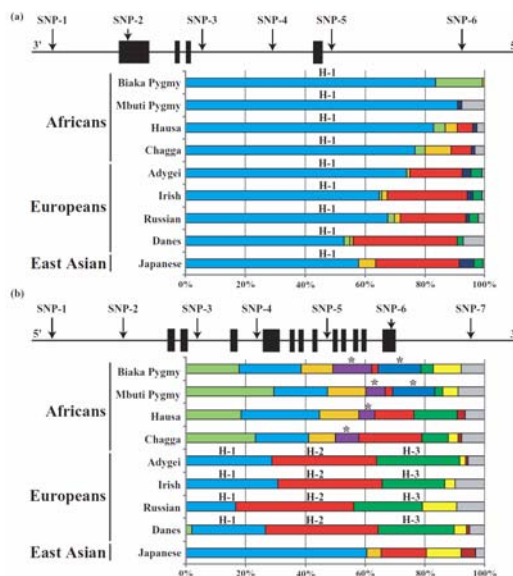 (a) SNP-1 SNP-2 SNP-3 SNP-4 SNP-5 SNP-6
3'
H-1
Biaka Pygmy
H-1
Mbuti Pygmy
H-1
Africans
Hausa
H-1
Chagga
H-1
Adygei
H-1
Irish
H-1
Europeans
Russian
H-1
Danes
H-1
East Asian Japanese
0% 20% 40% 60% 80% 100%
(b)
SNP-1 SNP-2 SNP-3 SNP-4 SNP-5 SNP-6 SNP-7
5'
Biaka Pygmy
Mbuti Pygmy
Africans
Hausa
Chagga
H-1 H-2 H-3
Adygei
H-1 H-2 H-3
Irish
H-1 H-2 H-3
Europeans
Russian
H-1 H-2 H-3
Danes
East Asian Japanese
0% 20% 40% 60% 80% 100%